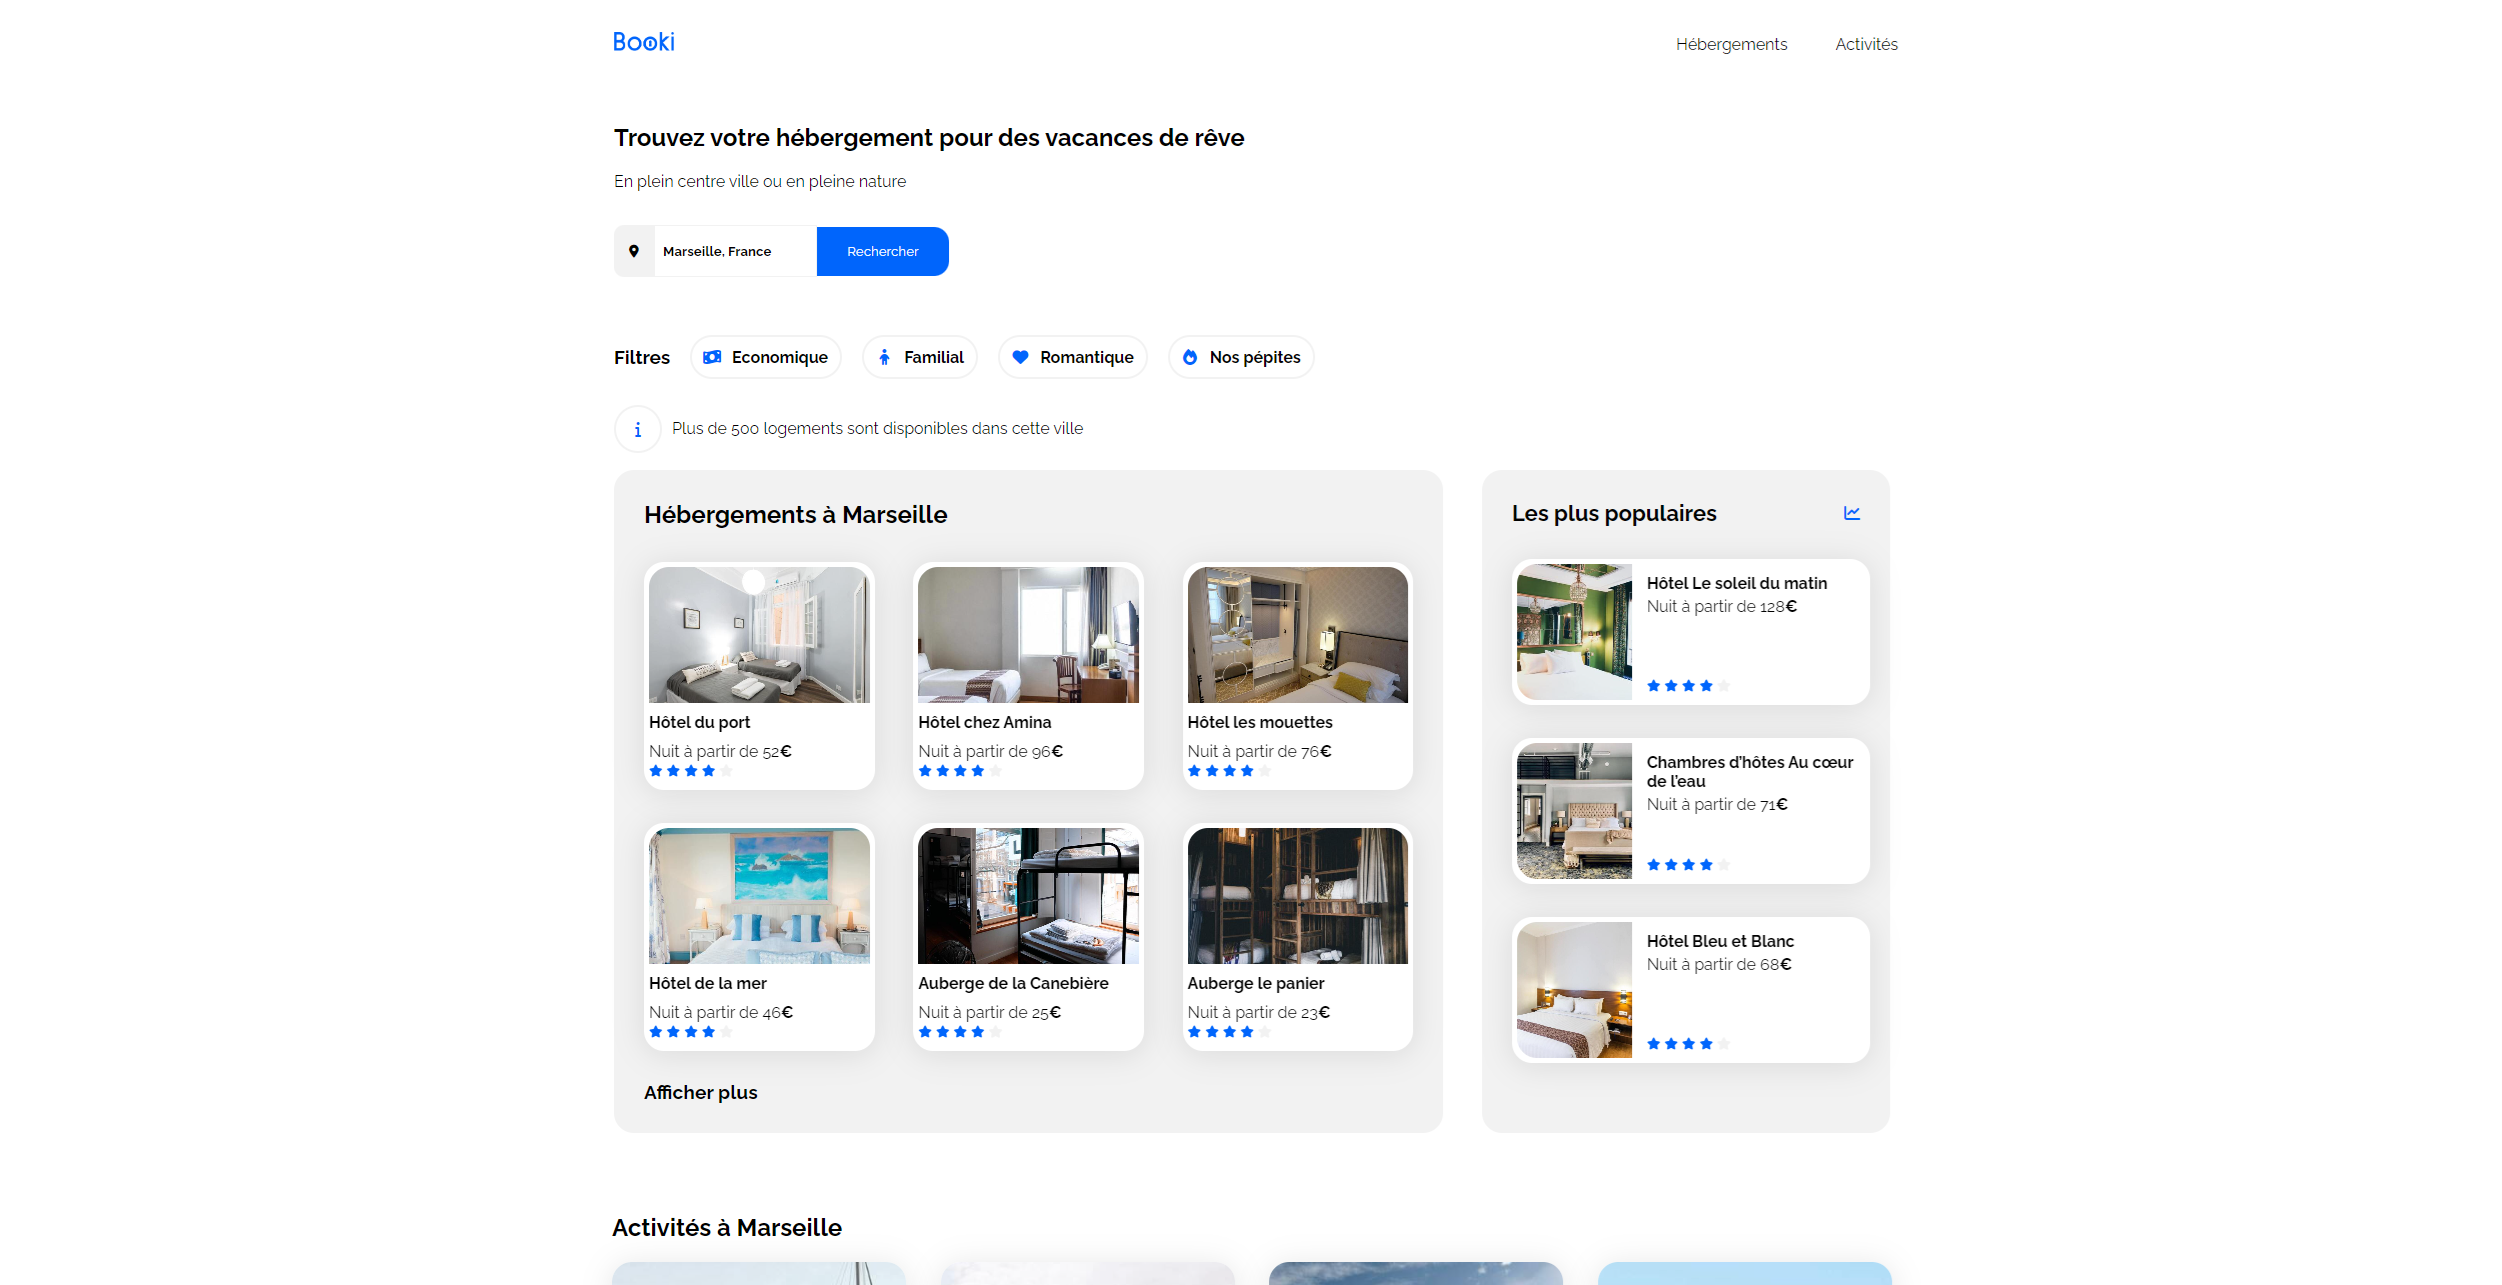 Booki
Hébergements
Activités
Trouvez votre hébergement pour des vacances de rêve
En plein centre ville ou en pleine nature
Marseille, France
Rechercher
Filtres
Economique
Familial
Romantique
Nos pépites
Plus de 500 logements sont disponibles dans cette ville
Hébergements à Marseille
Hôtel du port
Nuit à partir de 52€
Hôtel chez Amina
Nuit à partir de 96€
Hôtel les mouettes
Nuit à partir de 76€
Hôtel de la mer
Nuit à partir de 46€
Auberge de la Canebière
Nuit à partir de 25€
Auberge le panier
Nuit à partir de 23€
Afficher plus
Les plus populaires
Hôtel Le soleil du matin
Nuit à partir de 128€
Chambres d'hôtes Au cœur
de l'eau
Nuit à partir de 71€
Hôtel Bleu et Blanc
Nuit à partir de 68€
Activités à Marseille